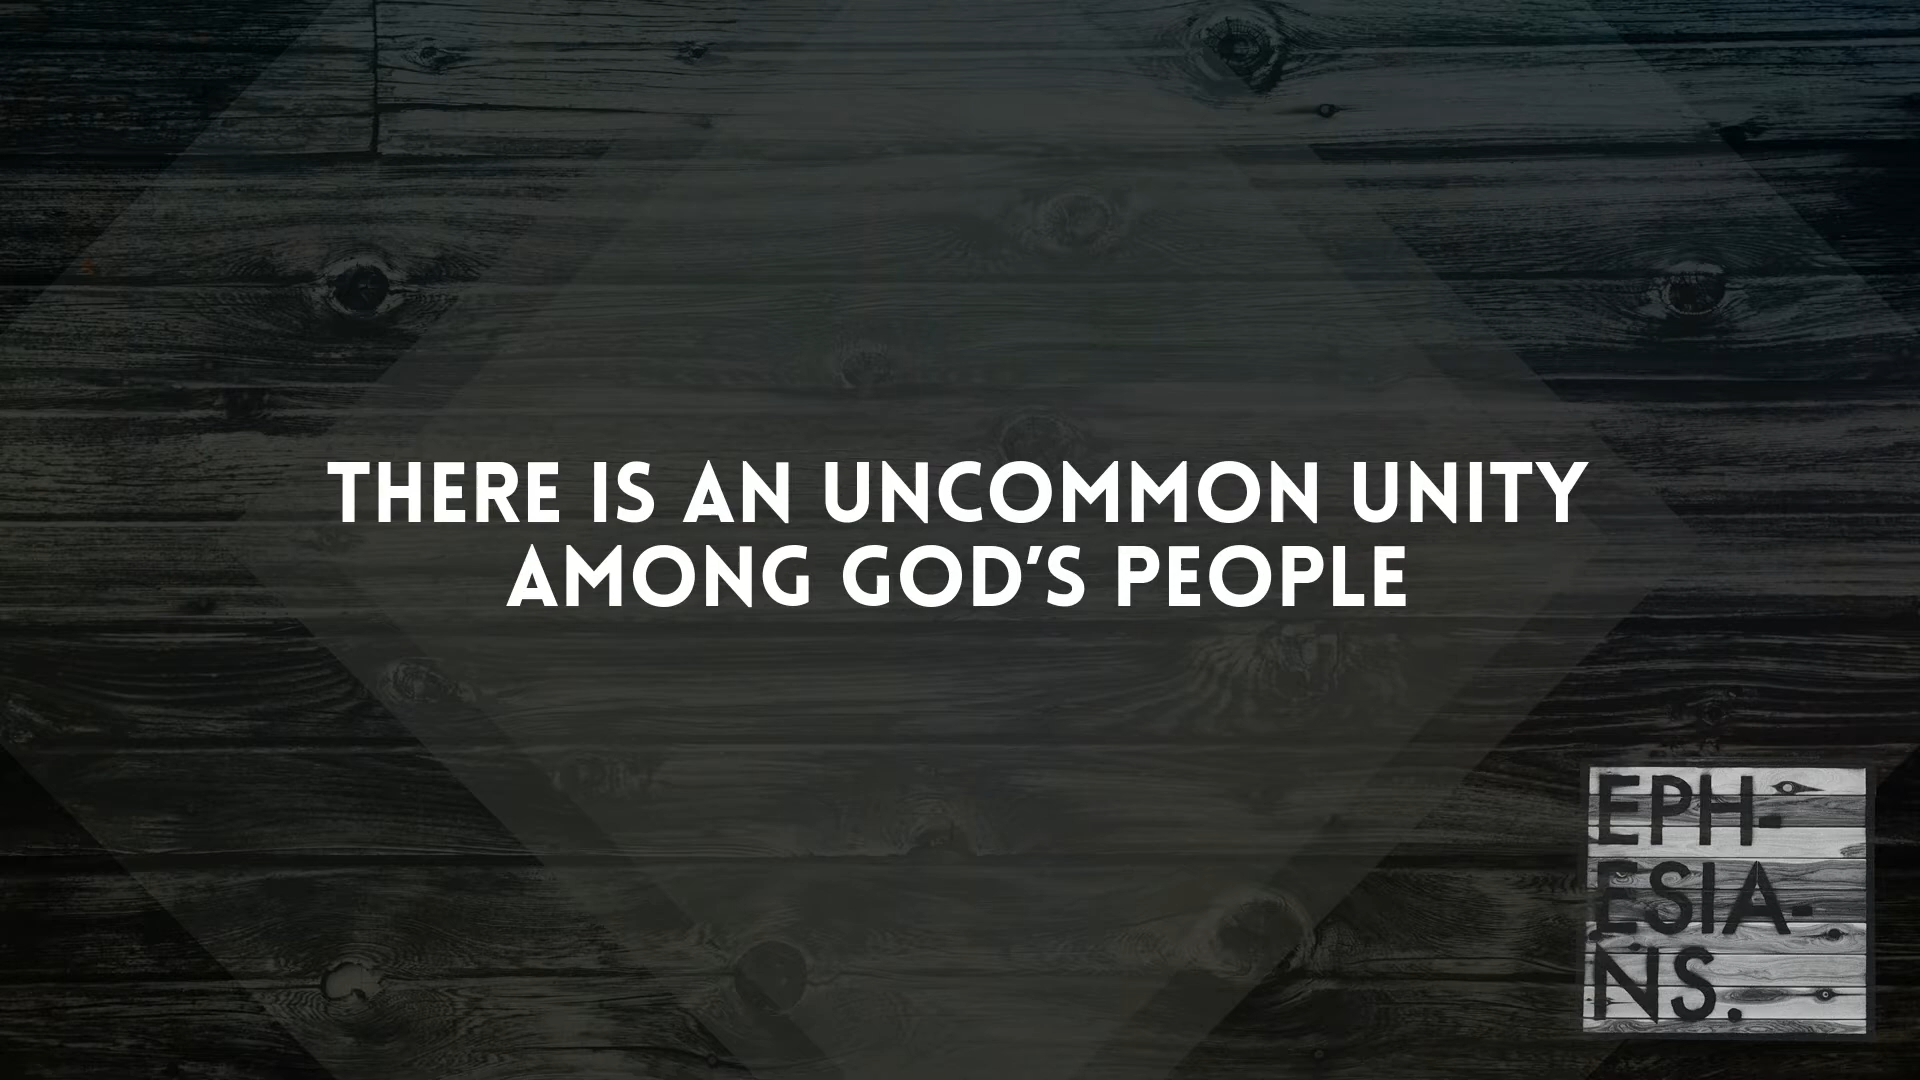 THERE IS AN UNCOMMON UNITY
AMONG GOD'S PEOPLE
EPH-
ESIA-
NS.